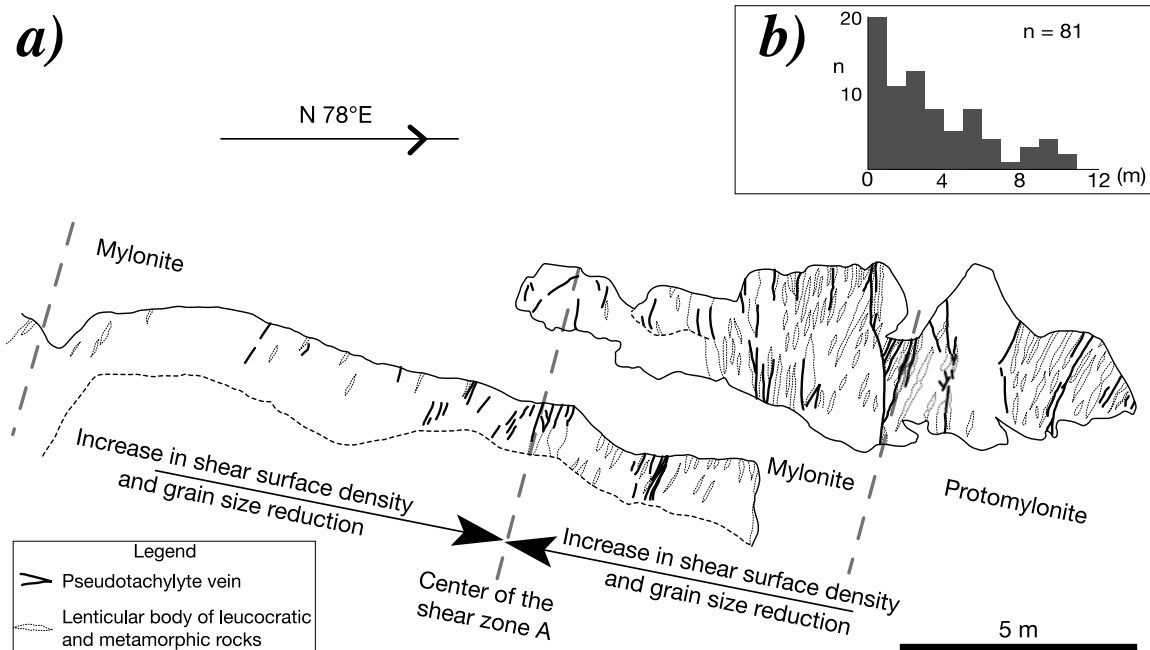 a)
b)
20
n = 81
n
10
0
4
8
12 (m)
N 78°E
Mylonite
Increase in shear surface density
and grain size reduction
Mylonite
Protomylonite
Increase in shear surface density
and grain size reduction
Center of the
shear zone A
Legend
Pseudotachylyte vein
Lenticular body of leucocratic
and metamorphic rocks
5 m